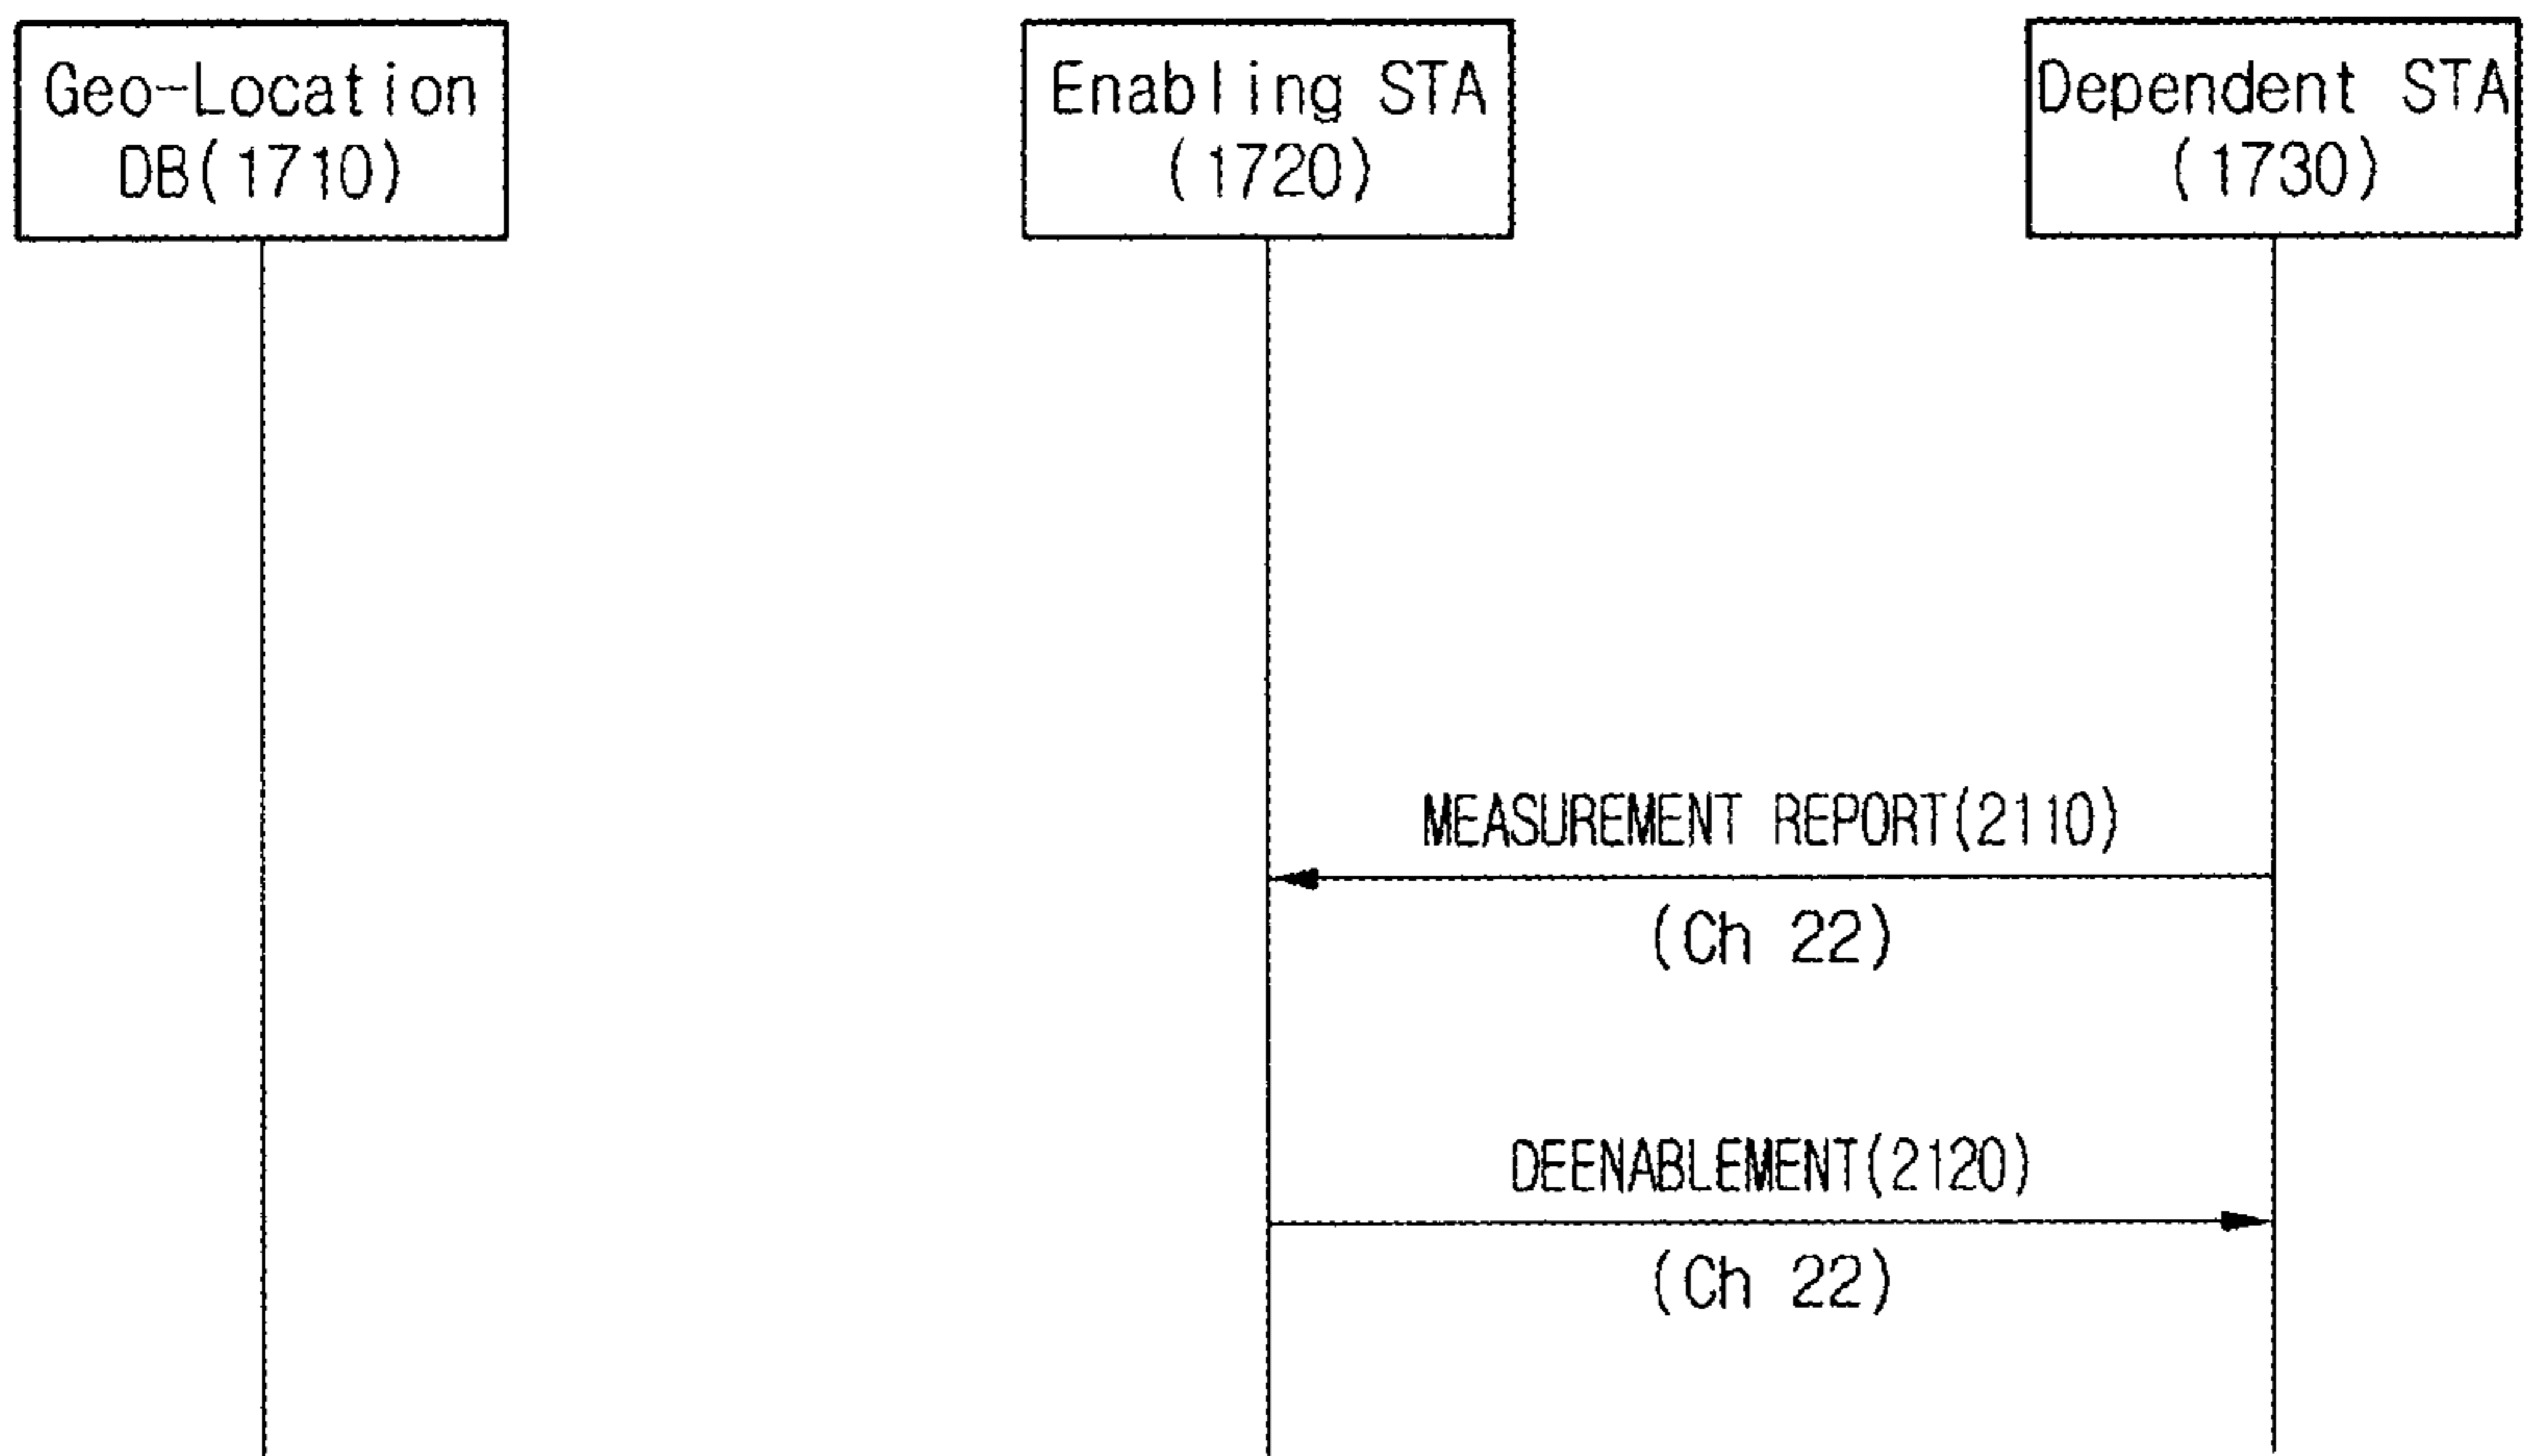 Geo-Location
DB(1710)
Enabling STA
(1720)
Dependent STA
(1730)
MEASUREMENT REPORT(2110)
(Ch 22)
DEENABLEMENT(2120)
(Ch 22)